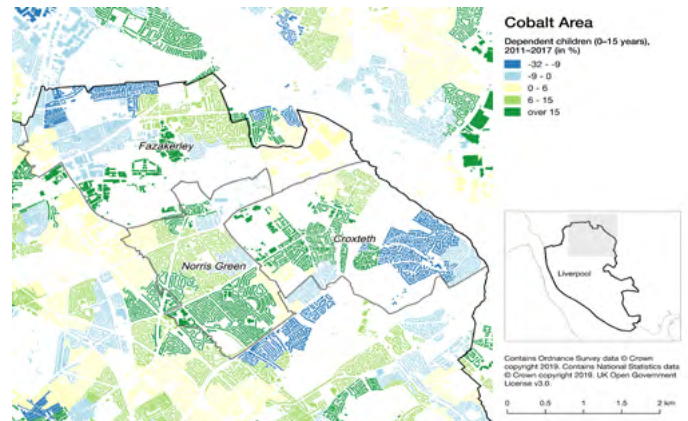 Cobalt Area
Dependent children (0–15 years),
2011–2017 (in %)
-32 - -9
-9 - 0
0 - 6
6 - 15
over 15
Fazakerley
Croxteth
Norris Green
Liverpool
Contains Ordnance Survey data © Crown
copyright 2019. Contains National Statistics data
© Crown copyright 2019. UK Open Government
License v3.0.
0 0.5 1 1.5 2 km